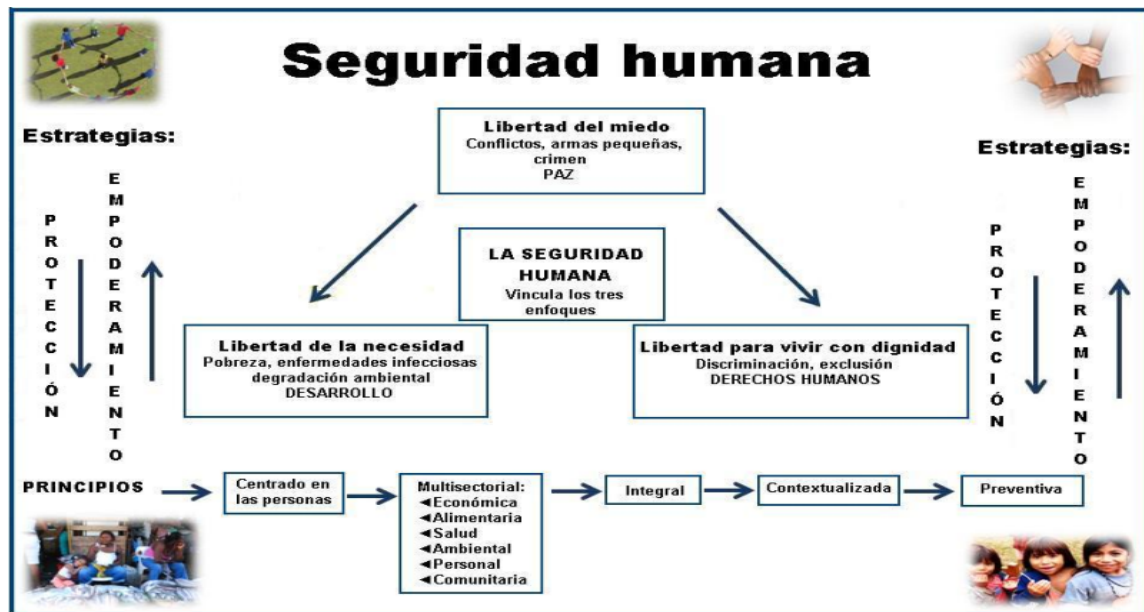 Seguridad humana
Estrategias:
PROTECCIÓN
EMPODERAMIENTO
Libertad del miedo
Conflictos, armas pequeñas,
crimen
PAZ
LA SEGURIDAD
HUMANA
Vincula los tres
enfoques
Libertad de la necesidad
Pobreza, enfermedades infecciosas
degradación ambiental
DESARROLLO
Libertad para vivir con dignidad
Discriminación, exclusión
DERECHOS HUMANOS
Estrategias:
PROTECCIÓN
EMPODERAMIENTO
PRINCIPIOS
Centrado en
las personas
Multisectorial:
◄Económica
◄Alimentaria
◄Salud
◄Ambiental
◄Personal
◄Comunitaria
Integral
Contextualizada
Preventiva